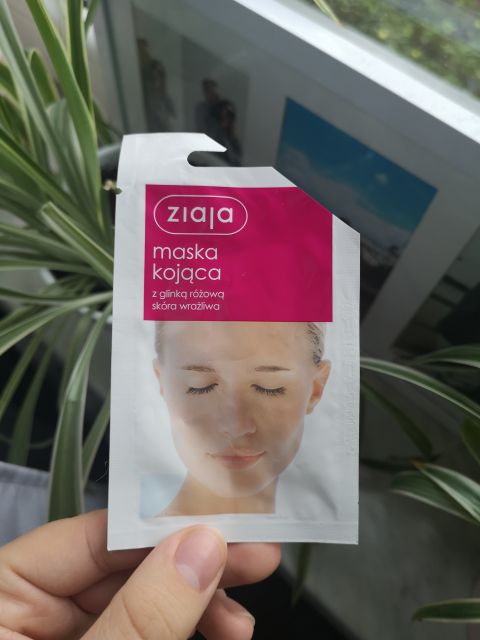 ziaja
maska
kojąca
z glinką różową
skóra wrażliwa